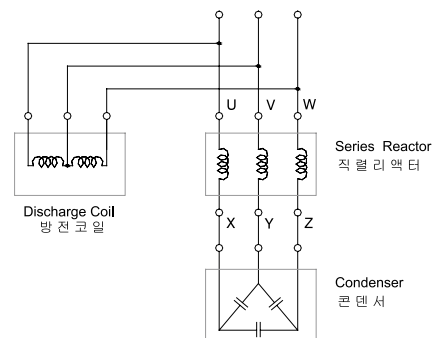 U V W
Series Reactor
직렬리액터
Discharge Coil
방전코일
X Y Z
Condenser
콘덴서